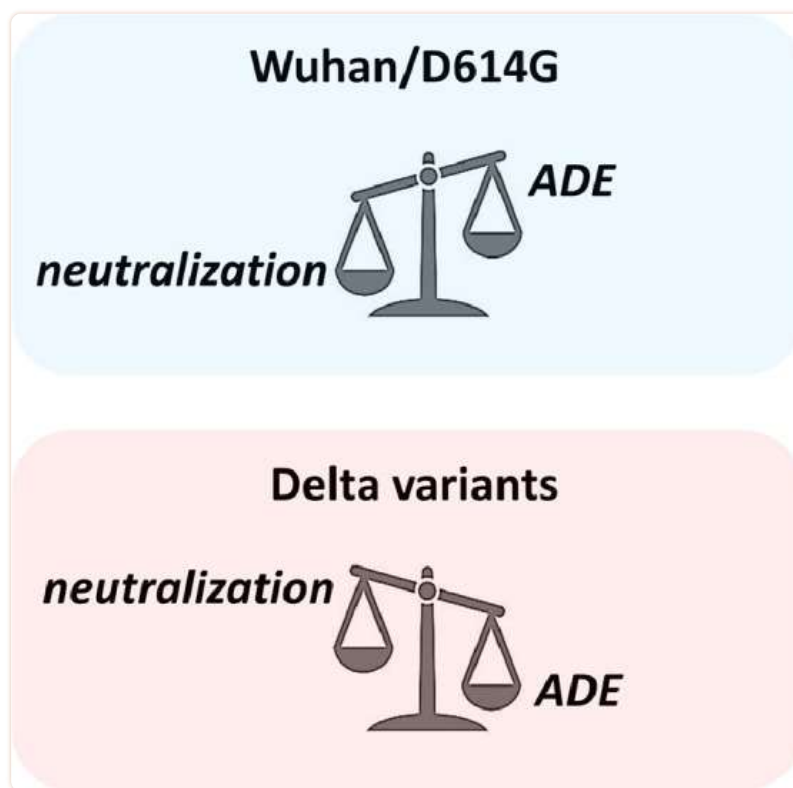 Wuhan/D614G
ADE
neutralization
Delta variants
neutralization
ADE